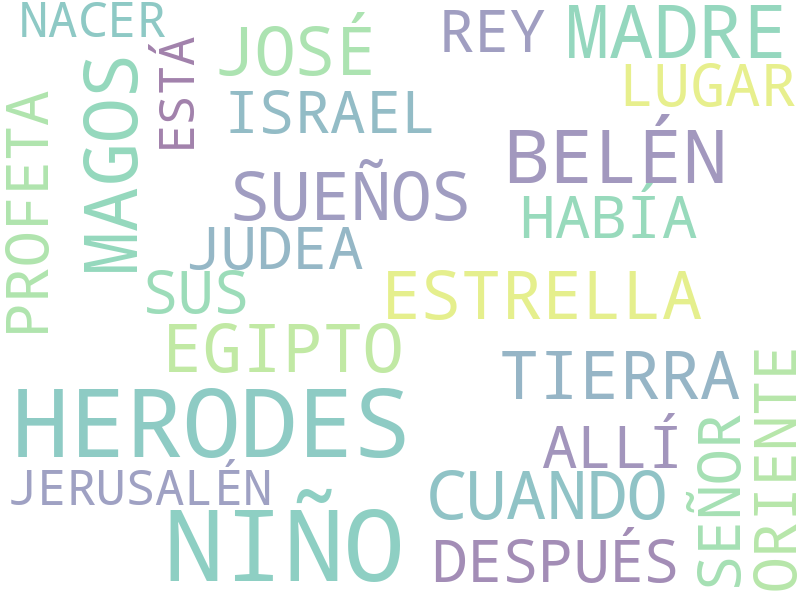 NACER
JOSÉ
REY
MADRE
ESTÁ
MAGOS
LUGAR
ISRAEL
PROFETA
BELÉN
SUEÑOS
HABÍA
JUDEA
SUS
ESTRELLA
EGIPTO
TIERRA
ORIENTE
HERODES
ALLÍ
SEÑOR
JERUSALÉN
CUANDO
NIÑO
DESPUÉS